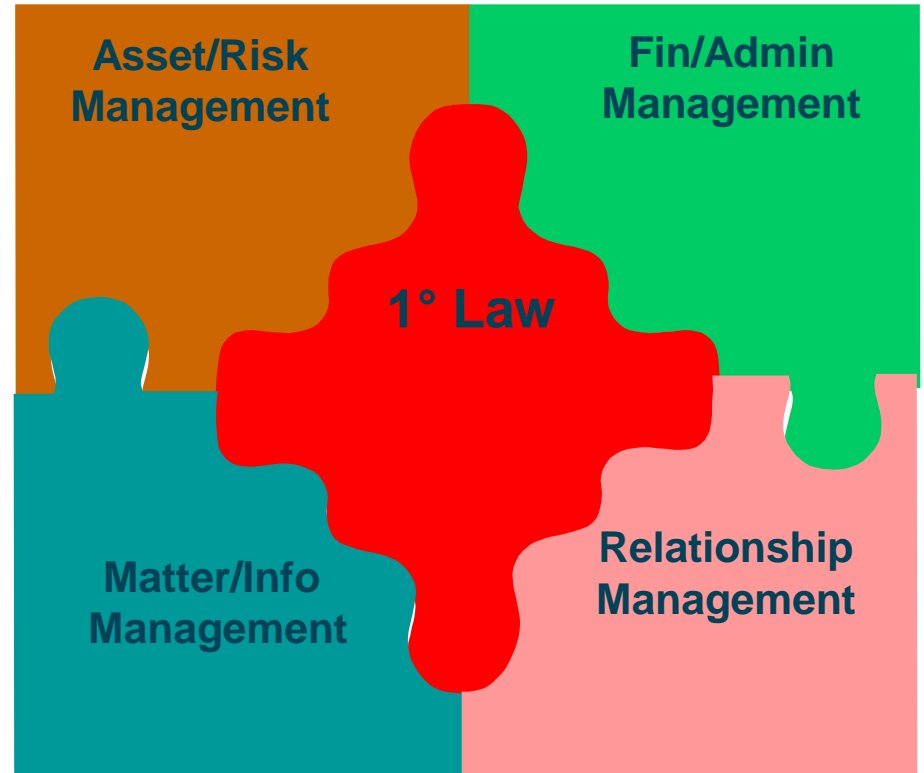 Asset/Risk
Management
Fin/Admin
Management
1° Law
Matter/Info
Management
Relationship
Management